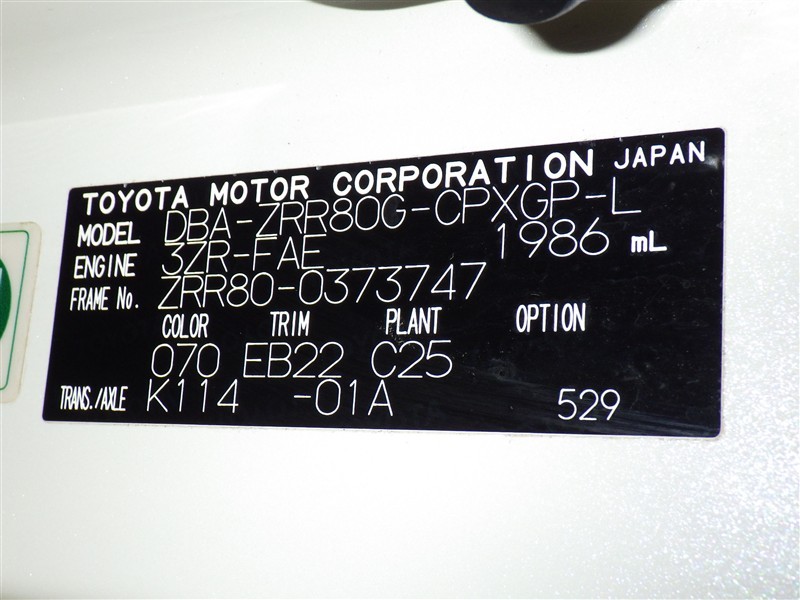 TOYOTA MOTOR CORPORATION JAPAN
MODEL DBA-ZRR80G-CPXGP-L
ENGINE 3ZR-FAE 1986 mL
FRAME No. ZRR80-0373747
COLOR TRIM PLANT OPTION
070 EB22 C25
TRANS./AXLE K114 -01A 529